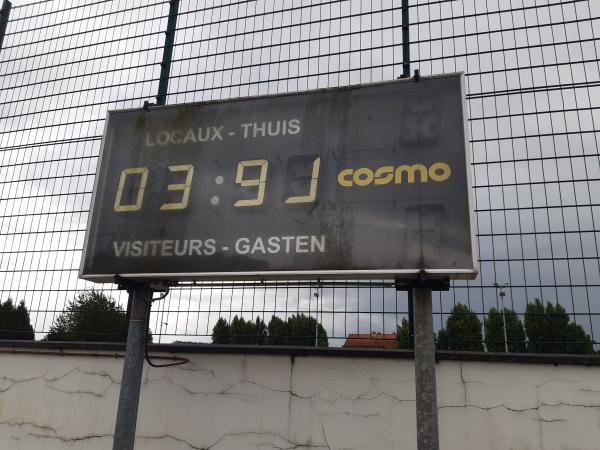 LOCAUX - THUIS
03:91 cosmo
VISITEURS - GASTEN